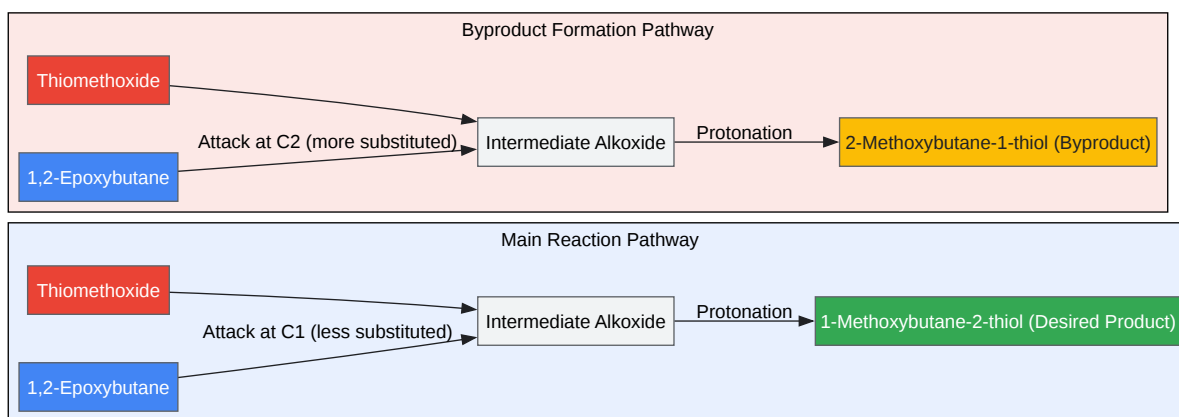 Byproduct Formation Pathway
Thiomethoxide
Attack at C2 (more substituted)
1,2-Epoxybutane
Intermediate Alkoxide
Protonation
2-Methoxybutane-1-thiol (Byproduct)
Main Reaction Pathway
Thiomethoxide
Attack at C1 (less substituted)
1,2-Epoxybutane
Intermediate Alkoxide
Protonation
1-Methoxybutane-2-thiol (Desired Product)